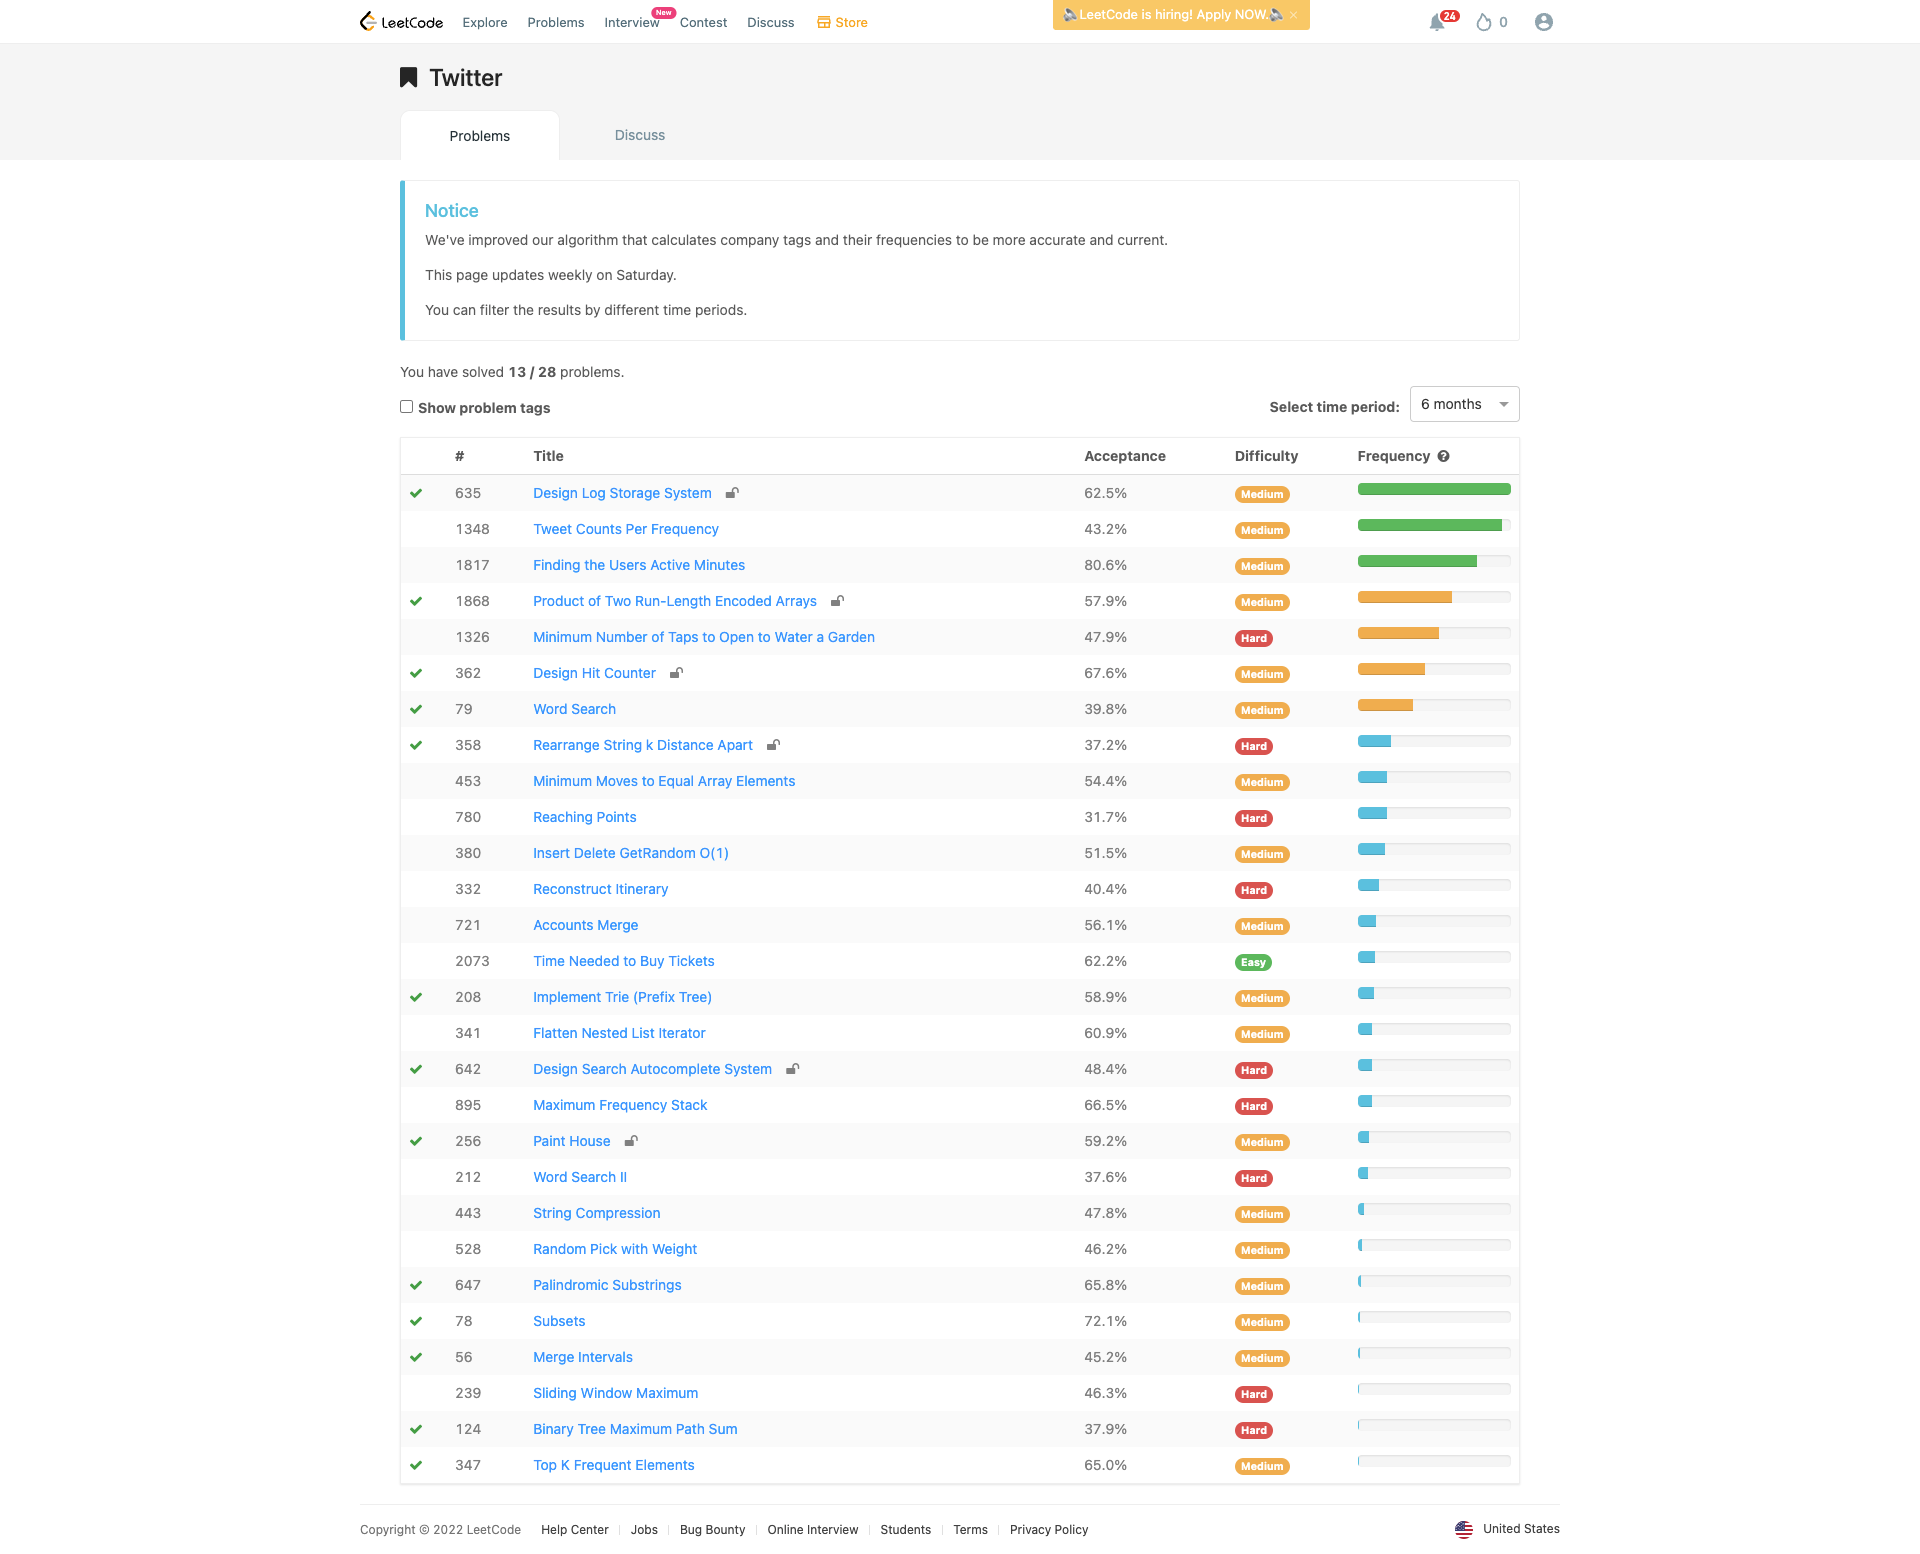 LeetCode Explore Problems Interview New Contest Discuss Store LeetCode is hiring! Apply NOW. × 24 0
Twitter
Problems Discuss
Notice
We've improved our algorithm that calculates company tags and their frequencies to be more accurate and current.
This page updates weekly on Saturday.
You can filter the results by different time periods.
You have solved 13 / 28 problems.
Show problem tags Select time period: 6 months
# Title Acceptance Difficulty Frequency ?
635 Design Log Storage System 62.5% Medium
1348 Tweet Counts Per Frequency 43.2% Medium
1817 Finding the Users Active Minutes 80.6% Medium
1868 Product of Two Run-Length Encoded Arrays 57.9% Medium
1326 Minimum Number of Taps to Open to Water a Garden 47.9% Hard
362 Design Hit Counter 67.6% Medium
79 Word Search 39.8% Medium
358 Rearrange String k Distance Apart 37.2% Hard
453 Minimum Moves to Equal Array Elements 54.4% Medium
780 Reaching Points 31.7% Hard
380 Insert Delete GetRandom O(1) 51.5% Medium
332 Reconstruct Itinerary 40.4% Hard
721 Accounts Merge 56.1% Medium
2073 Time Needed to Buy Tickets 62.2% Easy
208 Implement Trie (Prefix Tree) 58.9% Medium
341 Flatten Nested List Iterator 60.9% Medium
642 Design Search Autocomplete System 48.4% Hard
895 Maximum Frequency Stack 66.5% Hard
256 Paint House 59.2% Medium
212 Word Search II 37.6% Hard
443 String Compression 47.8% Medium
528 Random Pick with Weight 46.2% Medium
647 Palindromic Substrings 65.8% Medium
78 Subsets 72.1% Medium
56 Merge Intervals 45.2% Medium
239 Sliding Window Maximum 46.3% Hard
124 Binary Tree Maximum Path Sum 37.9% Hard
347 Top K Frequent Elements 65.0% Medium
Copyright © 2022 LeetCode Help Center Jobs Bug Bounty Online Interview Students Terms Privacy Policy United States